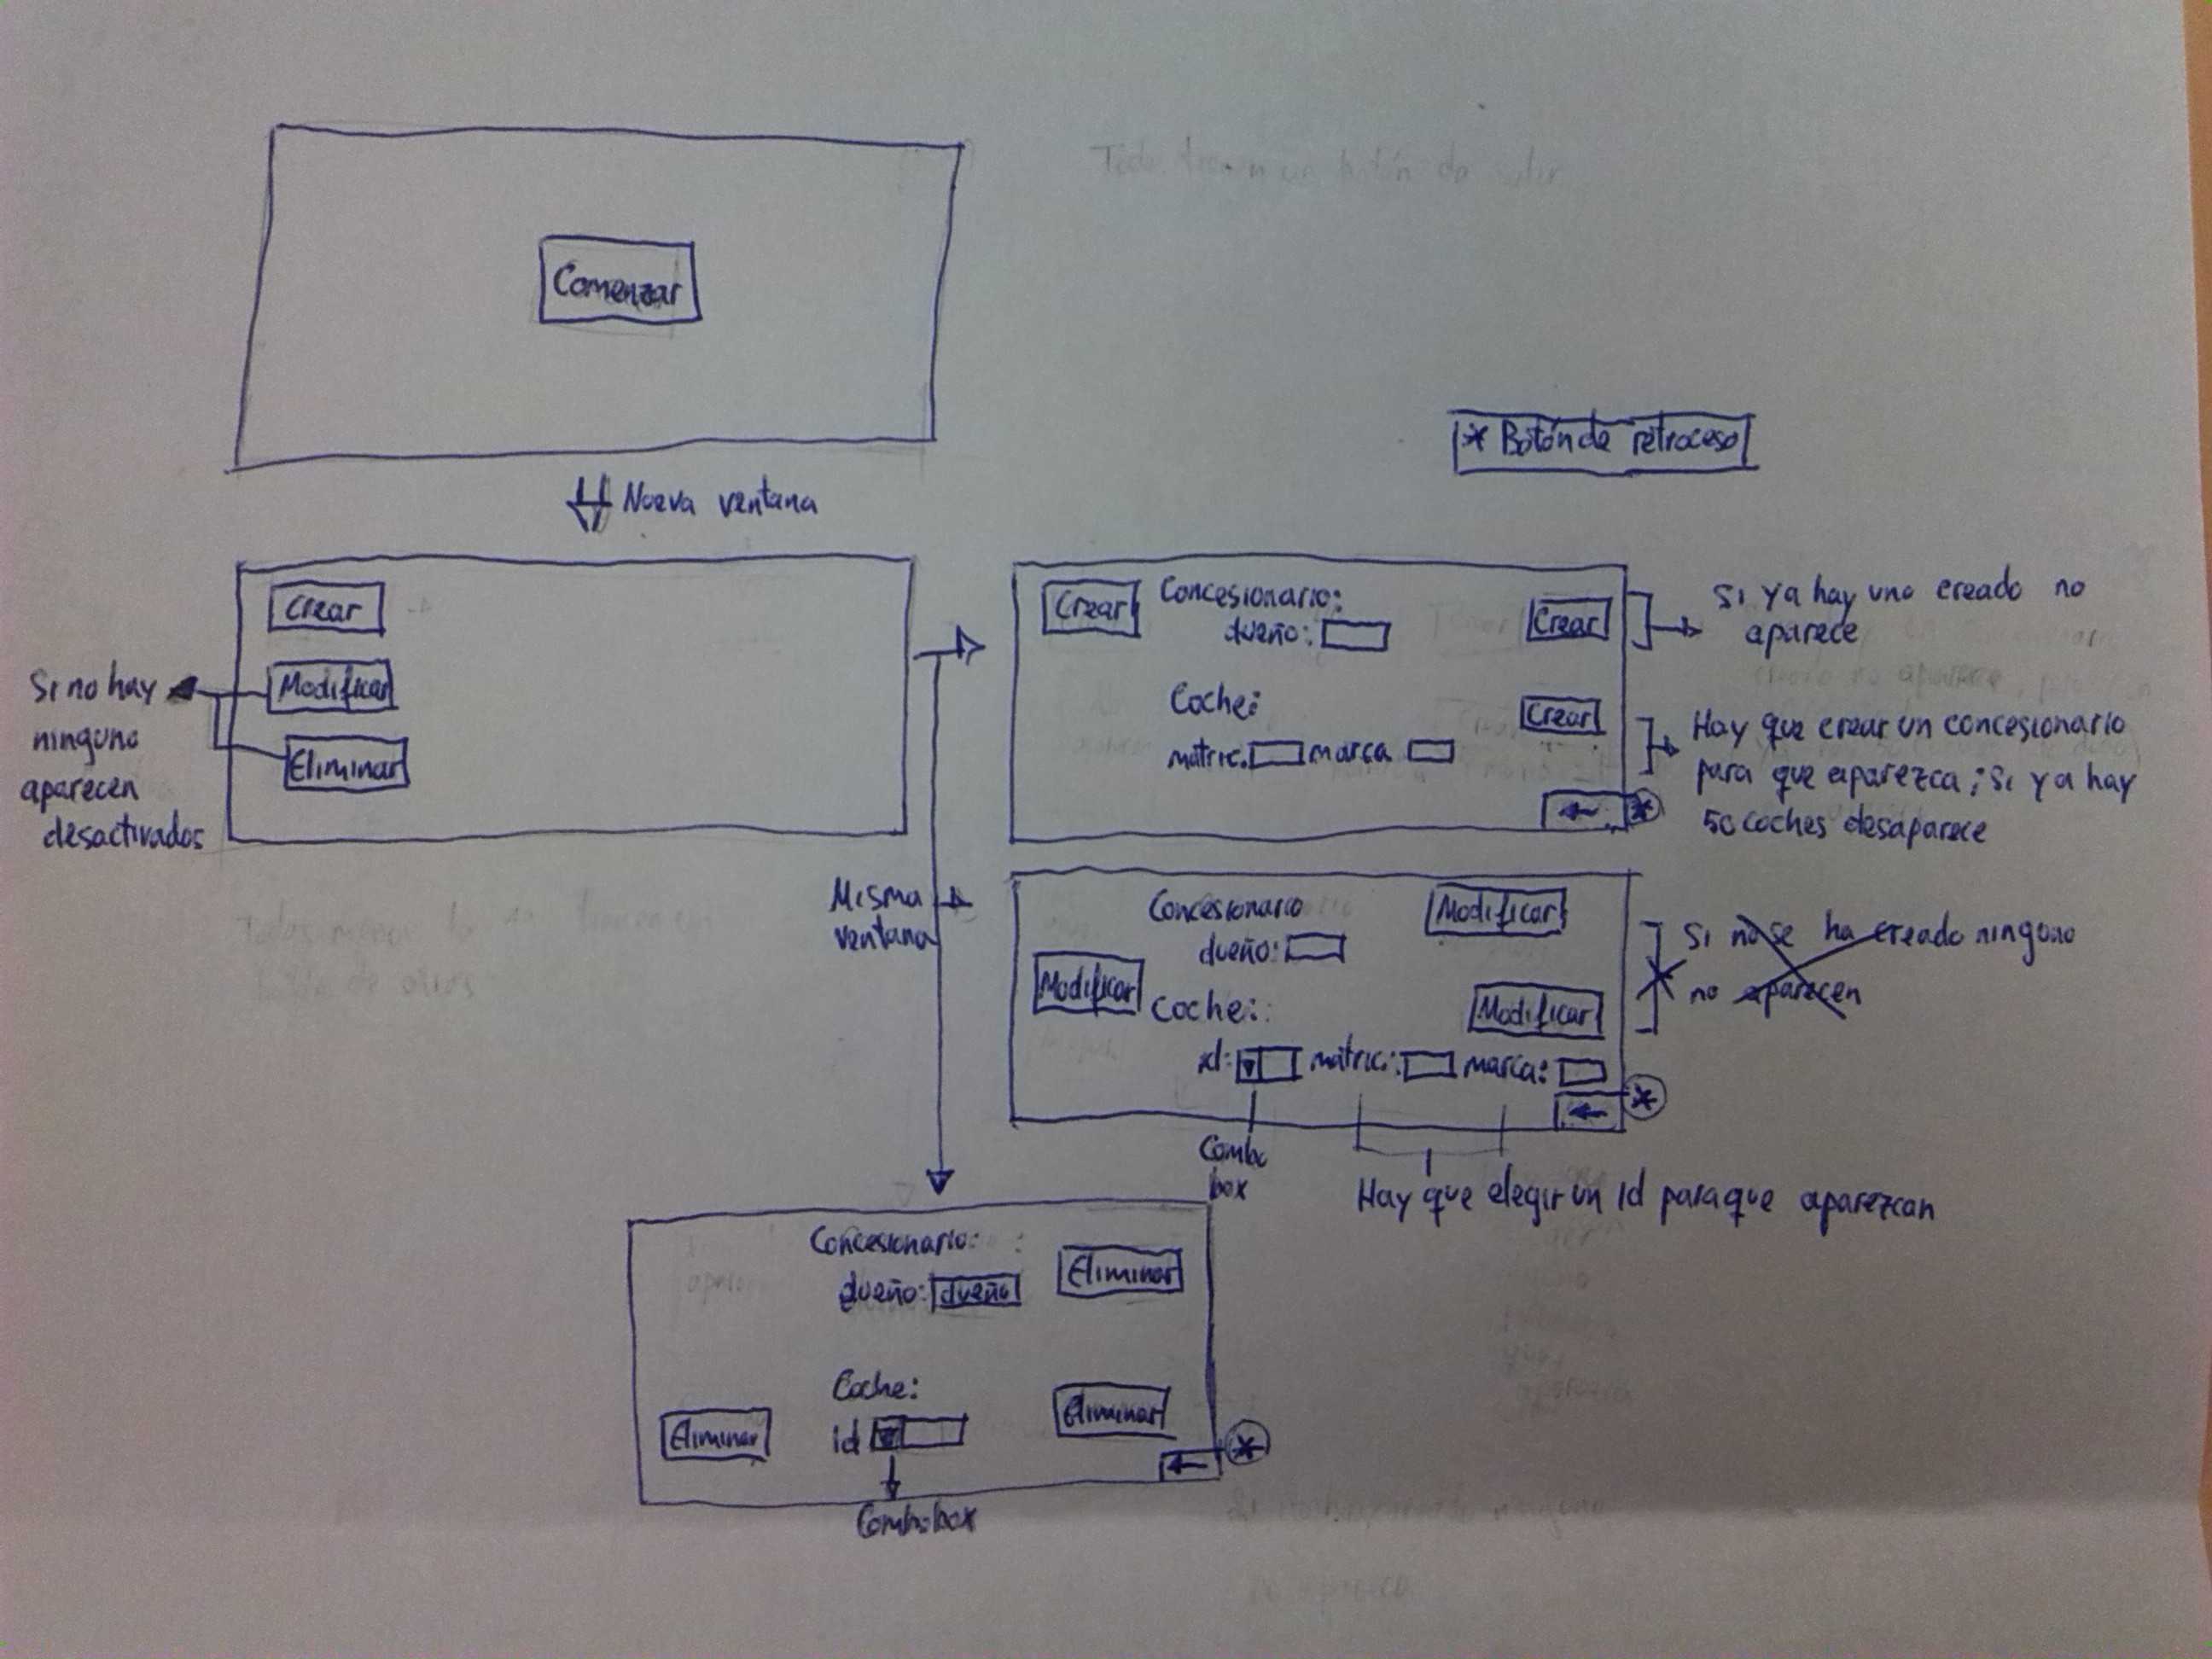 Comenzar
Nueva ventana
* Botón de retroceso
Crear
Modificar
Eliminar
Si no hay
ninguno
aparecen
desactivados
Crear
Concesionario:
dueño:
Crear
Coche:
Crear
matric. marca
←
*
Si ya hay uno creado no
aparece
Hay que crear un concesionario
para que aparezca; Si ya hay
50 coches desaparece
Misma
ventana
Concesionario
Modificar
dueño:
Modificar
Coche:
Modificar
id: matric.: marca:
←
*
Si no se ha creado ninguno
no aparecen
Combo
box
Hay que elegir un id para que aparezcan
Concesionario:
Eliminar
dueño: dueño
Coche:
Eliminar
Eliminar
id
←
*
Combobox